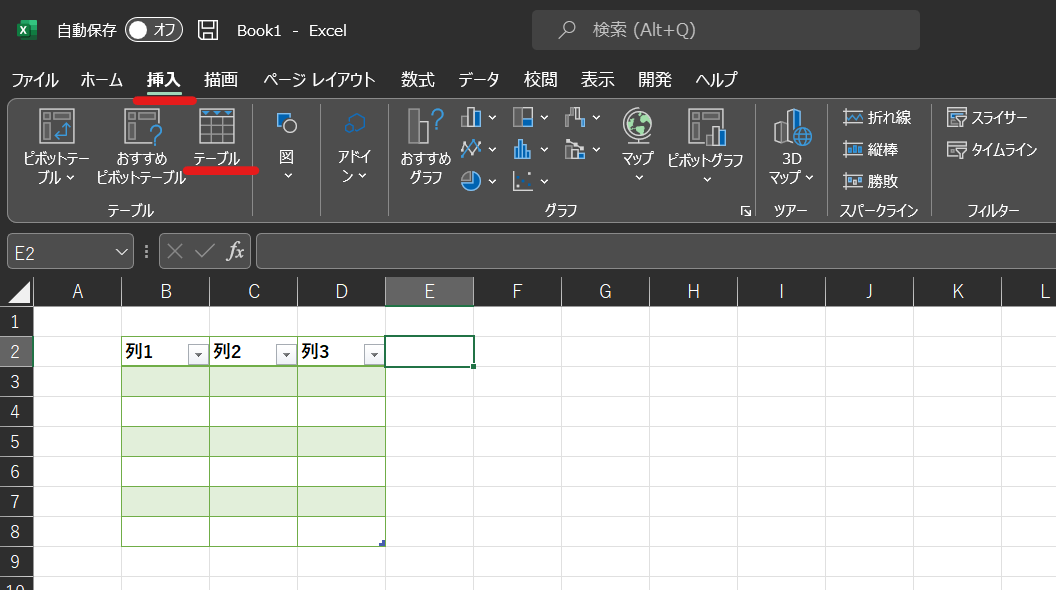 自動保存 オフ Book1 - Excel 検索 (Alt+Q)
ファイル ホーム 挿入 描画 ページ レイアウト 数式 データ 校閲 表示 開発 ヘルプ
ピボットテー
ブル
おすすめ
ピボットテーブル
テーブル
テーブル
図
アドイ
ン
おすすめ
グラフ
マップ
ピボットグラフ
グラフ
3D
マップ
ツアー
折れ線
縦棒
勝敗
スパークライン
スライサー
タイムライン
フィルター
E2 fx
A B C D E F G H I J K L
1
2 列1 列2 列3
3
4
5
6
7
8
9
10